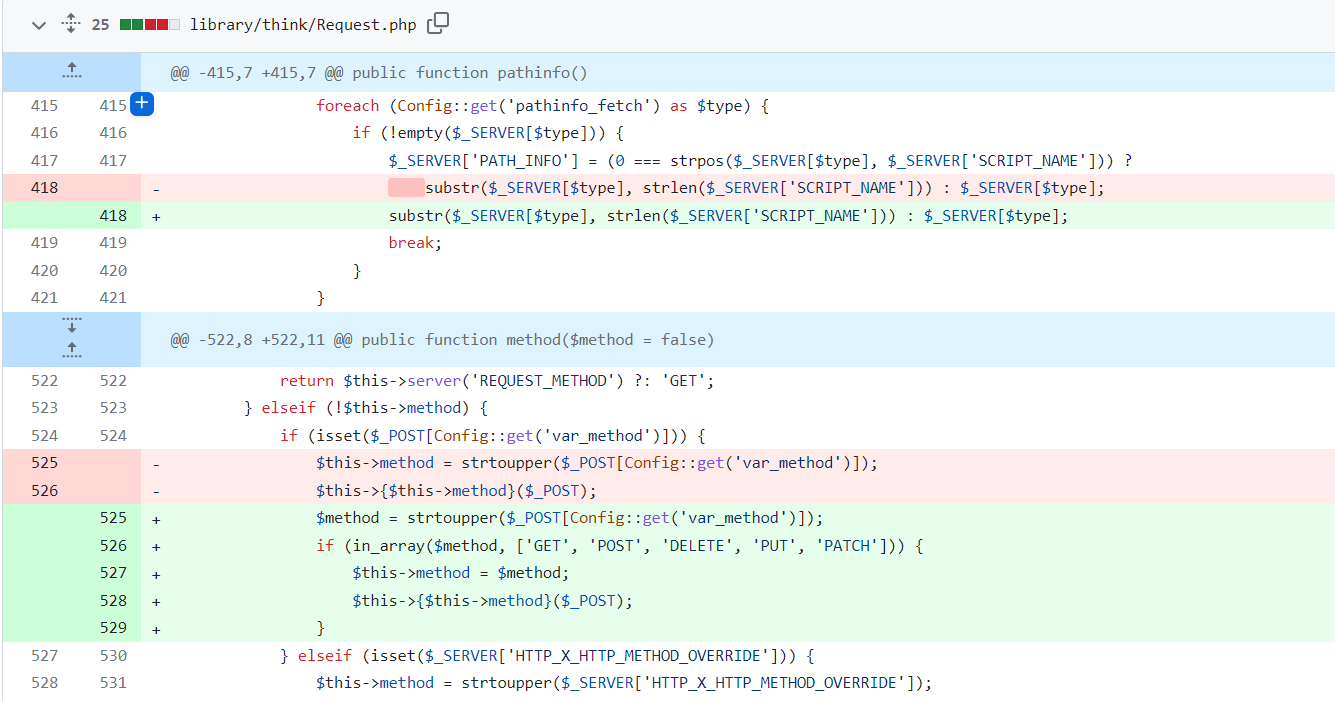 25 library/think/Request.php
@@ -415,7 +415,7 @@ public function pathinfo()
415 415 + foreach (Config::get('pathinfo_fetch') as $type) {
416 416 if (!empty($_SERVER[$type])) {
417 417 $_SERVER['PATH_INFO'] = (0 === strpos($_SERVER[$type], $_SERVER['SCRIPT_NAME'])) ?
418 - substr($_SERVER[$type], strlen($_SERVER['SCRIPT_NAME'])) : $_SERVER[$type];
418 + substr($_SERVER[$type], strlen($_SERVER['SCRIPT_NAME'])) : $_SERVER[$type];
419 419 break;
420 420 }
421 421 }
@@ -522,8 +522,11 @@ public function method($method = false)
522 522 return $this->server('REQUEST_METHOD') ?: 'GET';
523 523 } elseif (!$this->method) {
524 524 if (isset($_POST[Config::get('var_method')])) {
525 - $this->method = strtoupper($_POST[Config::get('var_method')]);
526 - $this->{$this->method}($_POST);
525 + $method = strtoupper($_POST[Config::get('var_method')]);
526 + if (in_array($method, ['GET', 'POST', 'DELETE', 'PUT', 'PATCH'])) {
527 + $this->method = $method;
528 + $this->{$this->method}($_POST);
529 + }
527 530 } elseif (isset($_SERVER['HTTP_X_HTTP_METHOD_OVERRIDE'])) {
528 531 $this->method = strtoupper($_SERVER['HTTP_X_HTTP_METHOD_OVERRIDE']);